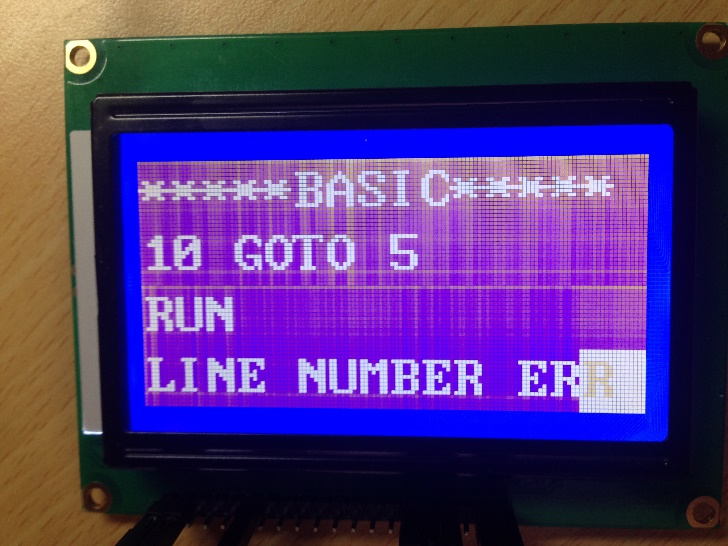 *****BASIC*****
10 GOTO 5
RUN
LINE NUMBER ERR